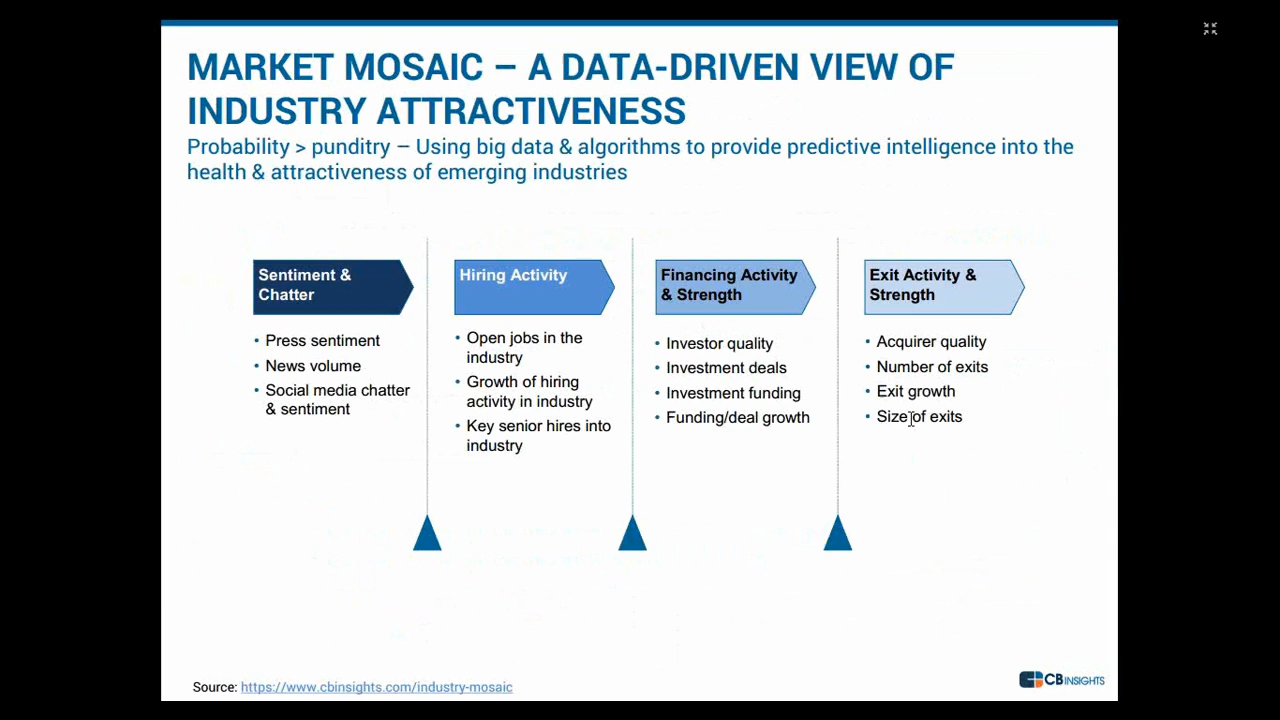 MARKET MOSAIC – A DATA-DRIVEN VIEW OF
INDUSTRY ATTRACTIVENESS
Probability > punditry – Using big data & algorithms to provide predictive intelligence into the
health & attractiveness of emerging industries
Sentiment &
Chatter
• Press sentiment
• News volume
• Social media chatter
& sentiment
Hiring Activity
• Open jobs in the
industry
• Growth of hiring
activity in industry
• Key senior hires into
industry
Financing Activity
& Strength
• Investor quality
• Investment deals
• Investment funding
• Funding/deal growth
Exit Activity &
Strength
• Acquirer quality
• Number of exits
• Exit growth
• Size of exits
Source: https://www.cbinsights.com/industry-mosaic
CBINSIGHTS